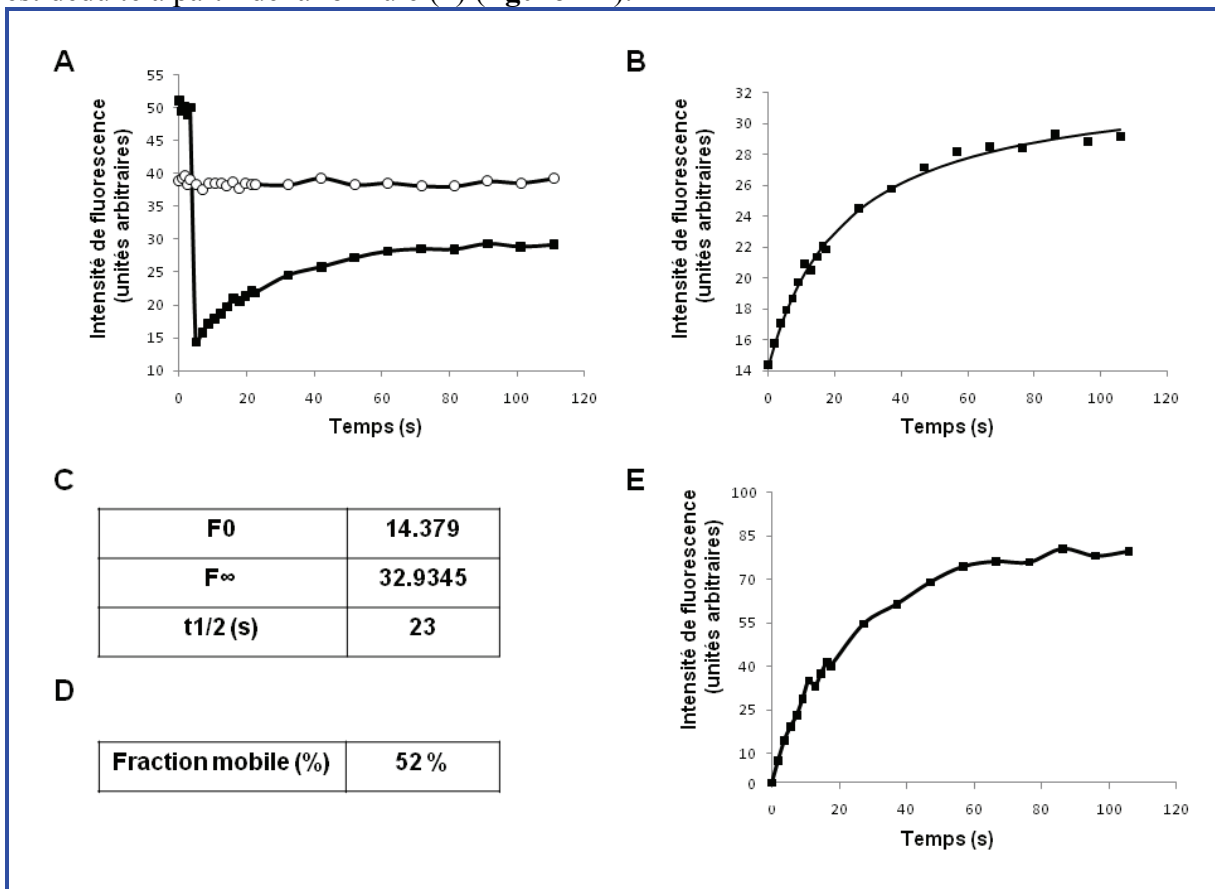 A
Intensité de fluorescence
(unités arbitraires)
55
50
45
40
35
30
25
20
15
10
0
20
40
60
80
100
120
Temps (s)
B
Intensité de fluorescence
(unités arbitraires)
32
30
28
26
24
22
20
18
16
14
0
20
40
60
80
100
120
Temps (s)
C
F0 14.379
F∞ 32.9345
t1/2 (s) 23
D
Fraction mobile (%) 52 %
E
Intensité de fluorescence
(unités arbitraires)
100
85
70
55
40
25
10
0
0
20
40
60
80
100
120
Temps (s)